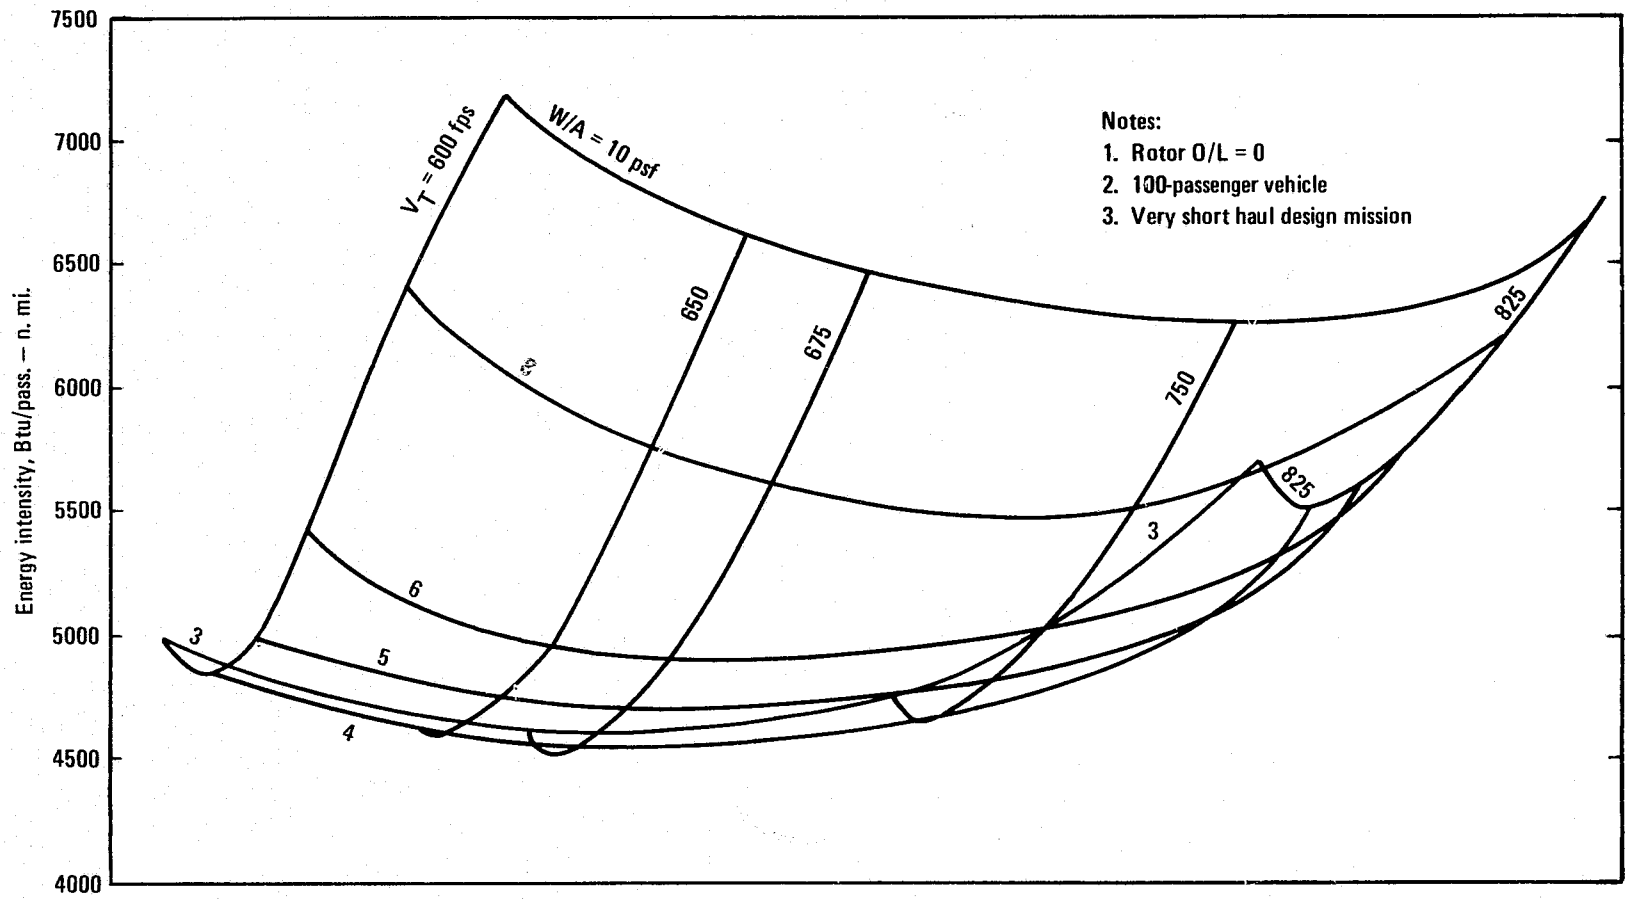 7500
7000
6500
6000
5500
5000
4500
4000
Energy intensity, Btu/pass. — n. mi.
V_T = 600 fps
W/A = 10 psf
Notes:
1. Rotor O/L = 0
2. 100-passenger vehicle
3. Very short haul design mission
650
675
750
825
825
3
6
3
5
4